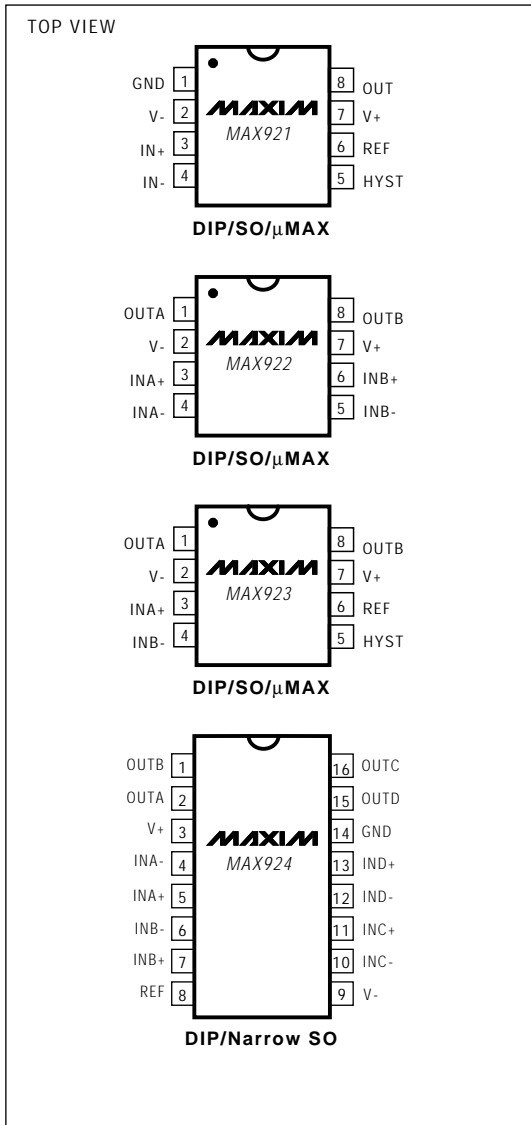 TOP VIEW
GND 1 8 OUT
V- 2 MAXIM 7 V+
IN+ 3 MAX921 6 REF
IN- 4 5 HYST
DIP/SO/μMAX
OUTA 1 8 OUTB
V- 2 MAXIM 7 V+
INA+ 3 MAX922 6 INB+
INA- 4 5 INB-
DIP/SO/μMAX
OUTA 1 8 OUTB
V- 2 MAXIM 7 V+
INA+ 3 MAX923 6 REF
INB- 4 5 HYST
DIP/SO/μMAX
OUTB 1 16 OUTC
OUTA 2 15 OUTD
V+ 3 MAXIM 14 GND
INA- 4 MAX924 13 IND+
INA+ 5 12 IND-
INB- 6 11 INC+
INB+ 7 10 INC-
REF 8 9 V-
DIP/Narrow SO